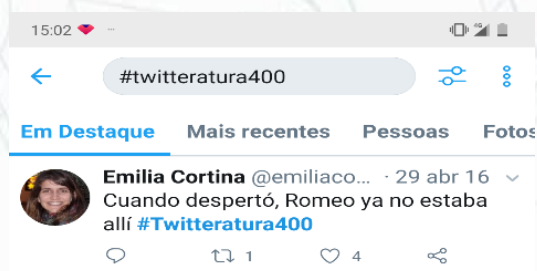 15:02
#twitteratura400
Em Destaque Mais recentes Pessoas Fotos
Emilia Cortina @emiliaco... · 29 abr 16
Cuando despertó, Romeo ya no estaba
allí #Twitteratura400
1 4